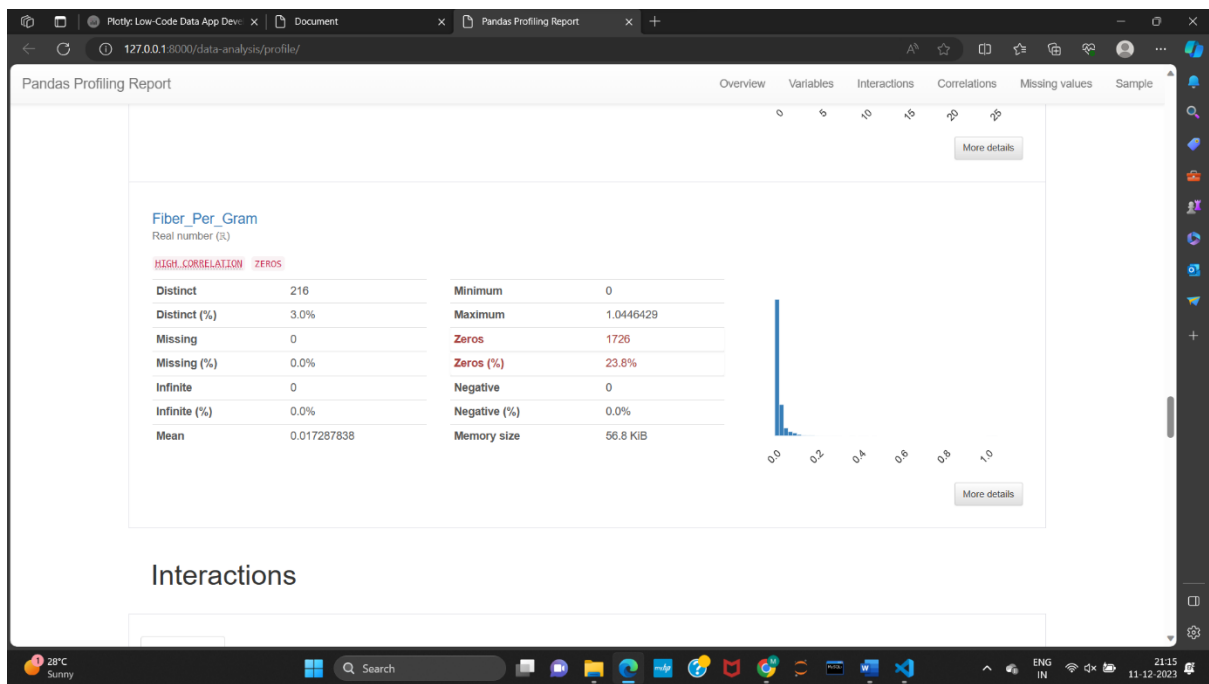 Plotly: Low-Code Data App Deve
Document
Pandas Profiling Report
127.0.0.1:8000/data-analysis/profile/
Pandas Profiling Report
Overview Variables Interactions Correlations Missing values Sample
0 5 10 15 20 25
More details
Fiber_Per_Gram
Real number (ℝ)
HIGH CORRELATION ZEROS
Distinct 216 Minimum 0
Distinct (%) 3.0% Maximum 1.0446429
Missing 0 Zeros 1726
Missing (%) 0.0% Zeros (%) 23.8%
Infinite 0 Negative 0
Infinite (%) 0.0% Negative (%) 0.0%
Mean 0.017287838 Memory size 56.8 KiB
0.0 0.2 0.4 0.6 0.8 1.0
More details
Interactions
1 28°C
Sunny
Search
ENG
IN
21:15
11-12-2023